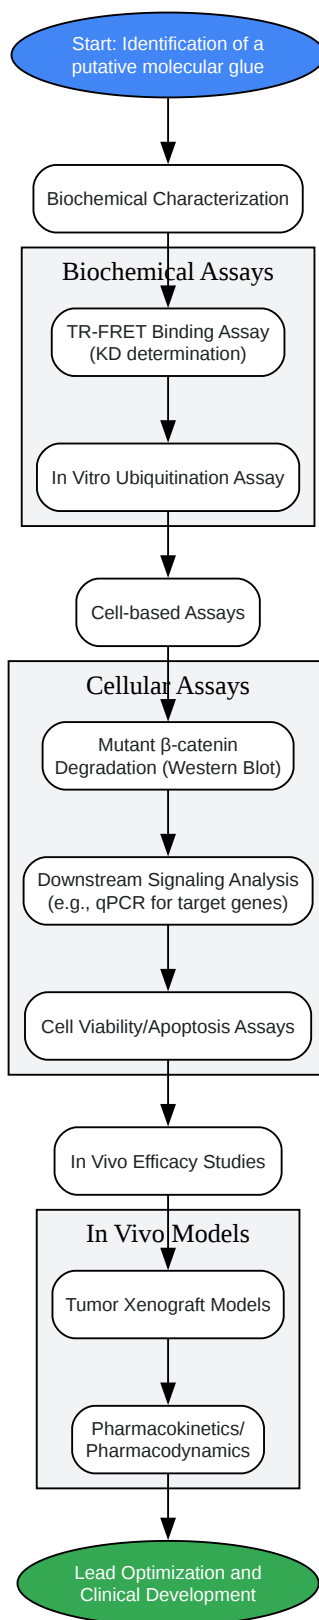 Start: Identification of a
putative molecular glue
Biochemical Characterization
Biochemical Assays
TR-FRET Binding Assay
(KD determination)
In Vitro Ubiquitination Assay
Cell-based Assays
Cellular Assays
Mutant β-catenin
Degradation (Western Blot)
Downstream Signaling Analysis
(e.g., qPCR for target genes)
Cell Viability/Apoptosis Assays
In Vivo Efficacy Studies
In Vivo Models
Tumor Xenograft Models
Pharmacokinetics/
Pharmacodynamics
Lead Optimization and
Clinical Development